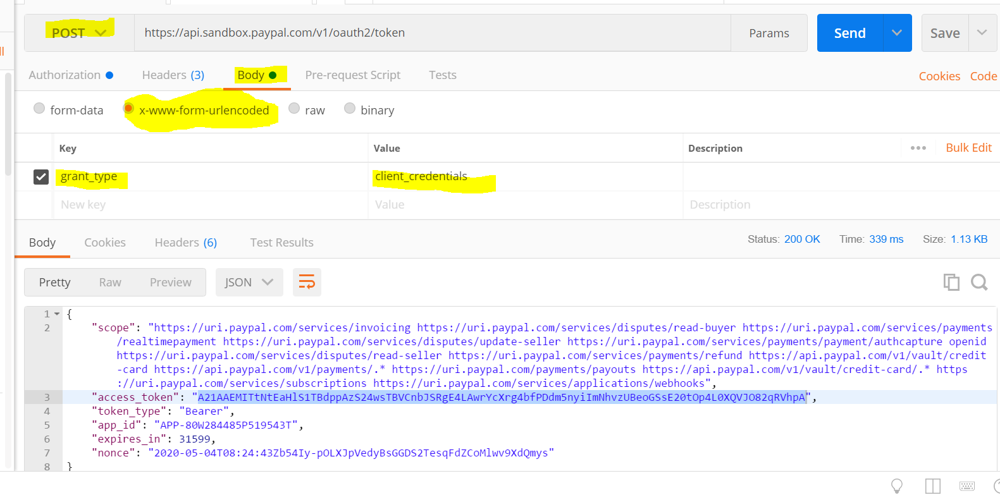 POST https://api.sandbox.paypal.com/v1/oauth2/token Params Send Save
Authorization Headers (3) Body Pre-request Script Tests Cookies Code
form-data x-www-form-urlencoded raw binary
Key Value Description Bulk Edit
grant_type client_credentials
New key Value Description
Body Cookies Headers (6) Test Results Status: 200 OK Time: 339 ms Size: 1.13 KB
Pretty Raw Preview JSON
1 {
2 "scope": "https://uri.paypal.com/services/invoicing https://uri.paypal.com/services/disputes/read-buyer https://uri.paypal.com/services/payments
/realtimepayment https://uri.paypal.com/services/disputes/update-seller https://uri.paypal.com/services/payments/payment/authcapture openid
https://uri.paypal.com/services/disputes/read-seller https://uri.paypal.com/services/payments/refund https://api.paypal.com/v1/vault/credit
-card https://api.paypal.com/v1/payments/.* https://uri.paypal.com/payments/payouts https://api.paypal.com/v1/vault/credit-card/.* https
://uri.paypal.com/services/subscriptions https://uri.paypal.com/services/applications/webhooks",
3 "access_token": "A21AAEMITtNtEaHlS1TBdppAzS24wsTBVCnbJSRgE4LAwrYcXrg4bfPDdm5nyiImNhvzUBeoGSsE20tOp4L0XQVJO82qRVhpA",
4 "token_type": "Bearer",
5 "app_id": "APP-80W284485P519543T",
6 "expires_in": 31599,
7 "nonce": "2020-05-04T08:24:43Zb54Iy-pOLXJpVedyBsGGDS2TesqFdZCoMlwv9XdQmys"
8 }